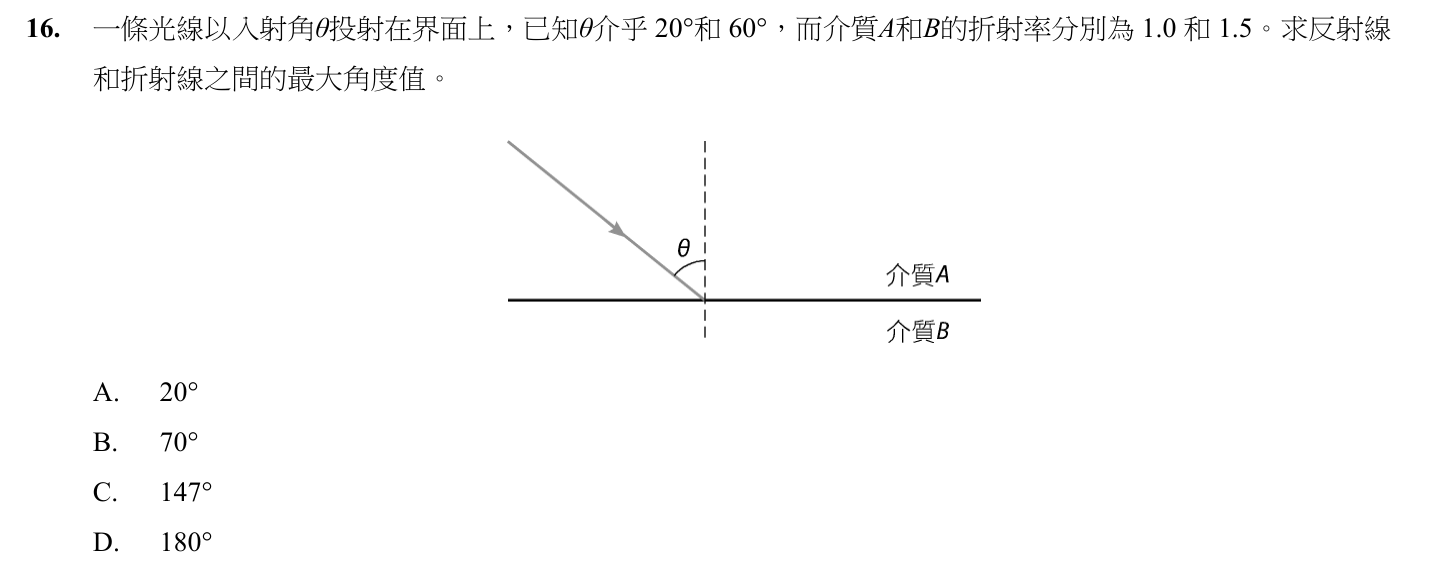 16. 一條光線以入射角θ投射在界面上，已知θ介乎 20°和 60°，而介質A和B的折射率分別為 1.0 和 1.5。求反射線
和折射線之間的最大角度值。
θ
介質A
介質B
A. 20°
B. 70°
C. 147°
D. 180°